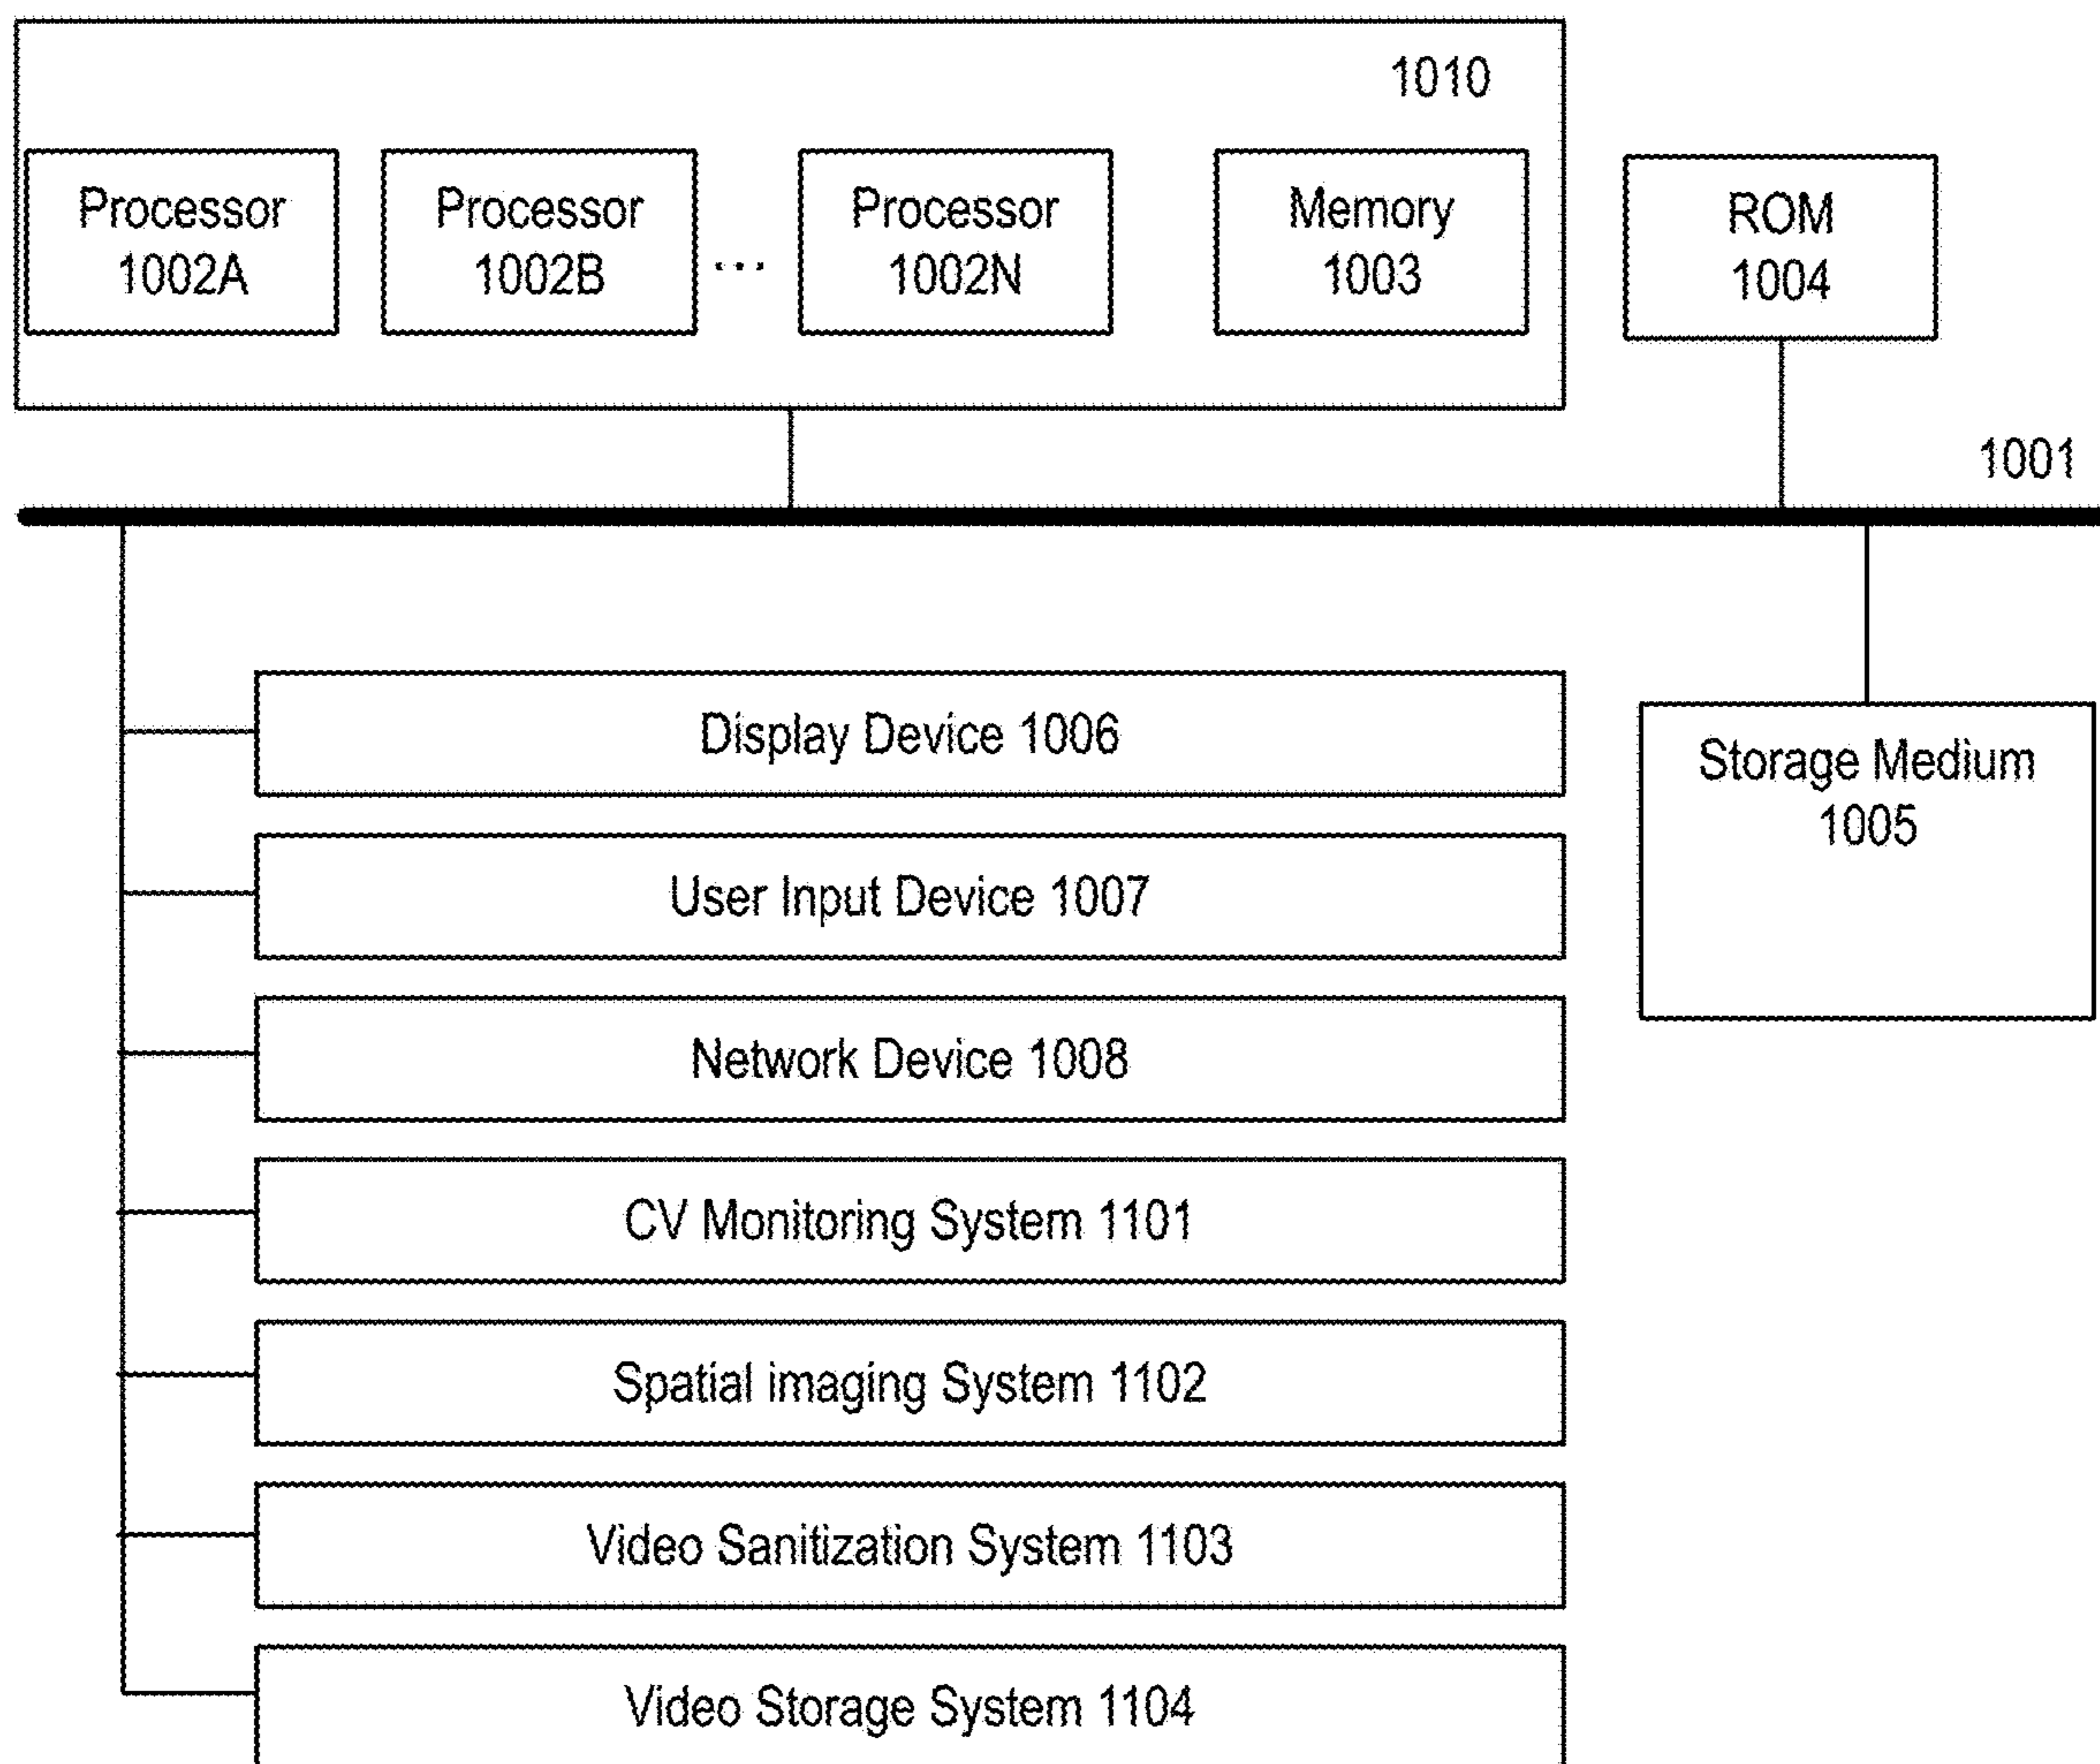 1010
Processor
1002A
Processor
1002B
...
Processor
1002N
Memory
1003
ROM
1004
1001
Display Device 1006
Storage Medium
1005
User Input Device 1007
Network Device 1008
CV Monitoring System 1101
Spatial imaging System 1102
Video Sanitization System 1103
Video Storage System 1104